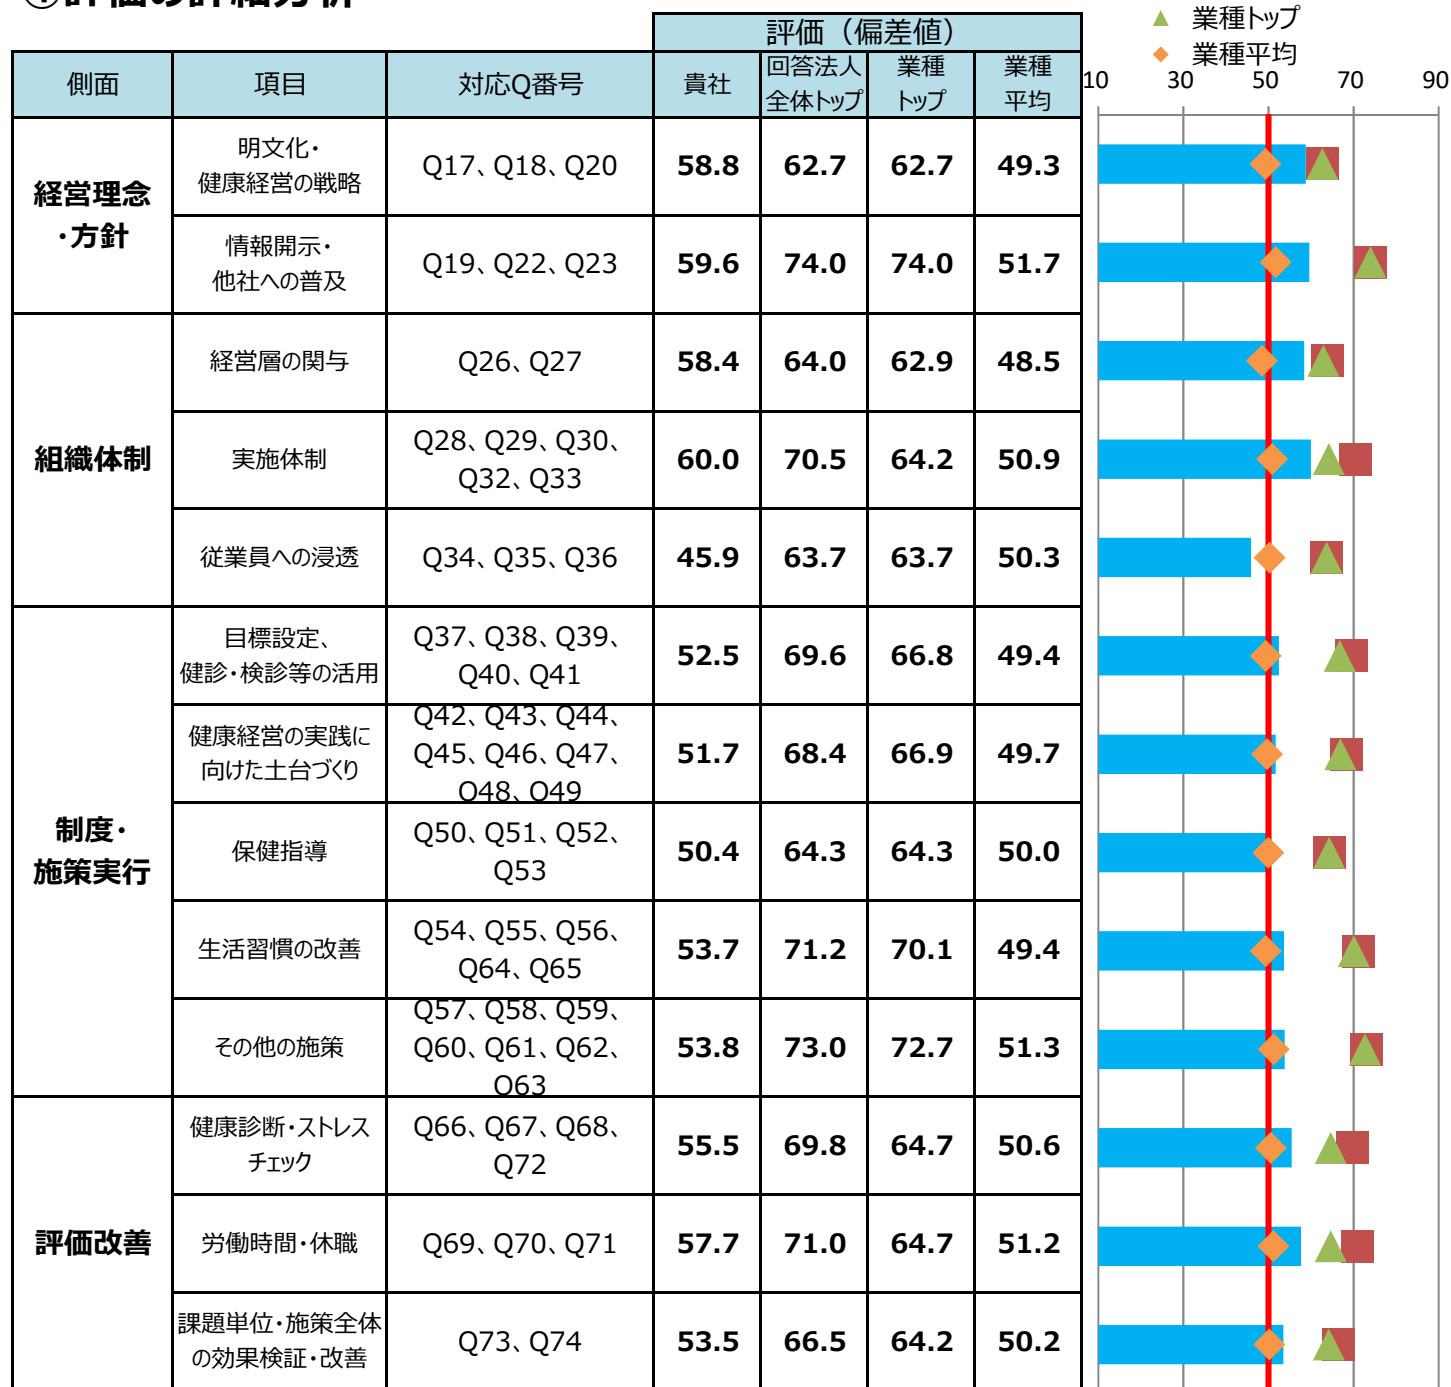 ①評価の詳細分析
▲ 業種トップ
◆ 業種平均
評価（偏差値）
側面 項目 対応Q番号 貴社 回答法人 業種 業種
全体トップ トップ 平均
10 30 50 70 90
経営理念
・方針
明文化・
健康経営の戦略
Q17、Q18、Q20 58.8 62.7 62.7 49.3
情報開示・
他社への普及
Q19、Q22、Q23 59.6 74.0 74.0 51.7
組織体制
経営層の関与 Q26、Q27 58.4 64.0 62.9 48.5
実施体制
Q28、Q29、Q30、
Q32、Q33
60.0 70.5 64.2 50.9
従業員への浸透 Q34、Q35、Q36 45.9 63.7 63.7 50.3
制度・
施策実行
目標設定、
健診・検診等の活用
Q37、Q38、Q39、
Q40、Q41
52.5 69.6 66.8 49.4
健康経営の実践に
向けた土台づくり
Q42、Q43、Q44、
Q45、Q46、Q47、
Q48、Q49
51.7 68.4 66.9 49.7
保健指導
Q50、Q51、Q52、
Q53
50.4 64.3 64.3 50.0
生活習慣の改善
Q54、Q55、Q56、
Q64、Q65
53.7 71.2 70.1 49.4
その他の施策
Q57、Q58、Q59、
Q60、Q61、Q62、
Q63
53.8 73.0 72.7 51.3
評価改善
健康診断・ストレス
チェック
Q66、Q67、Q68、
Q72
55.5 69.8 64.7 50.6
労働時間・休職 Q69、Q70、Q71 57.7 71.0 64.7 51.2
課題単位・施策全体
の効果検証・改善
Q73、Q74 53.5 66.5 64.2 50.2